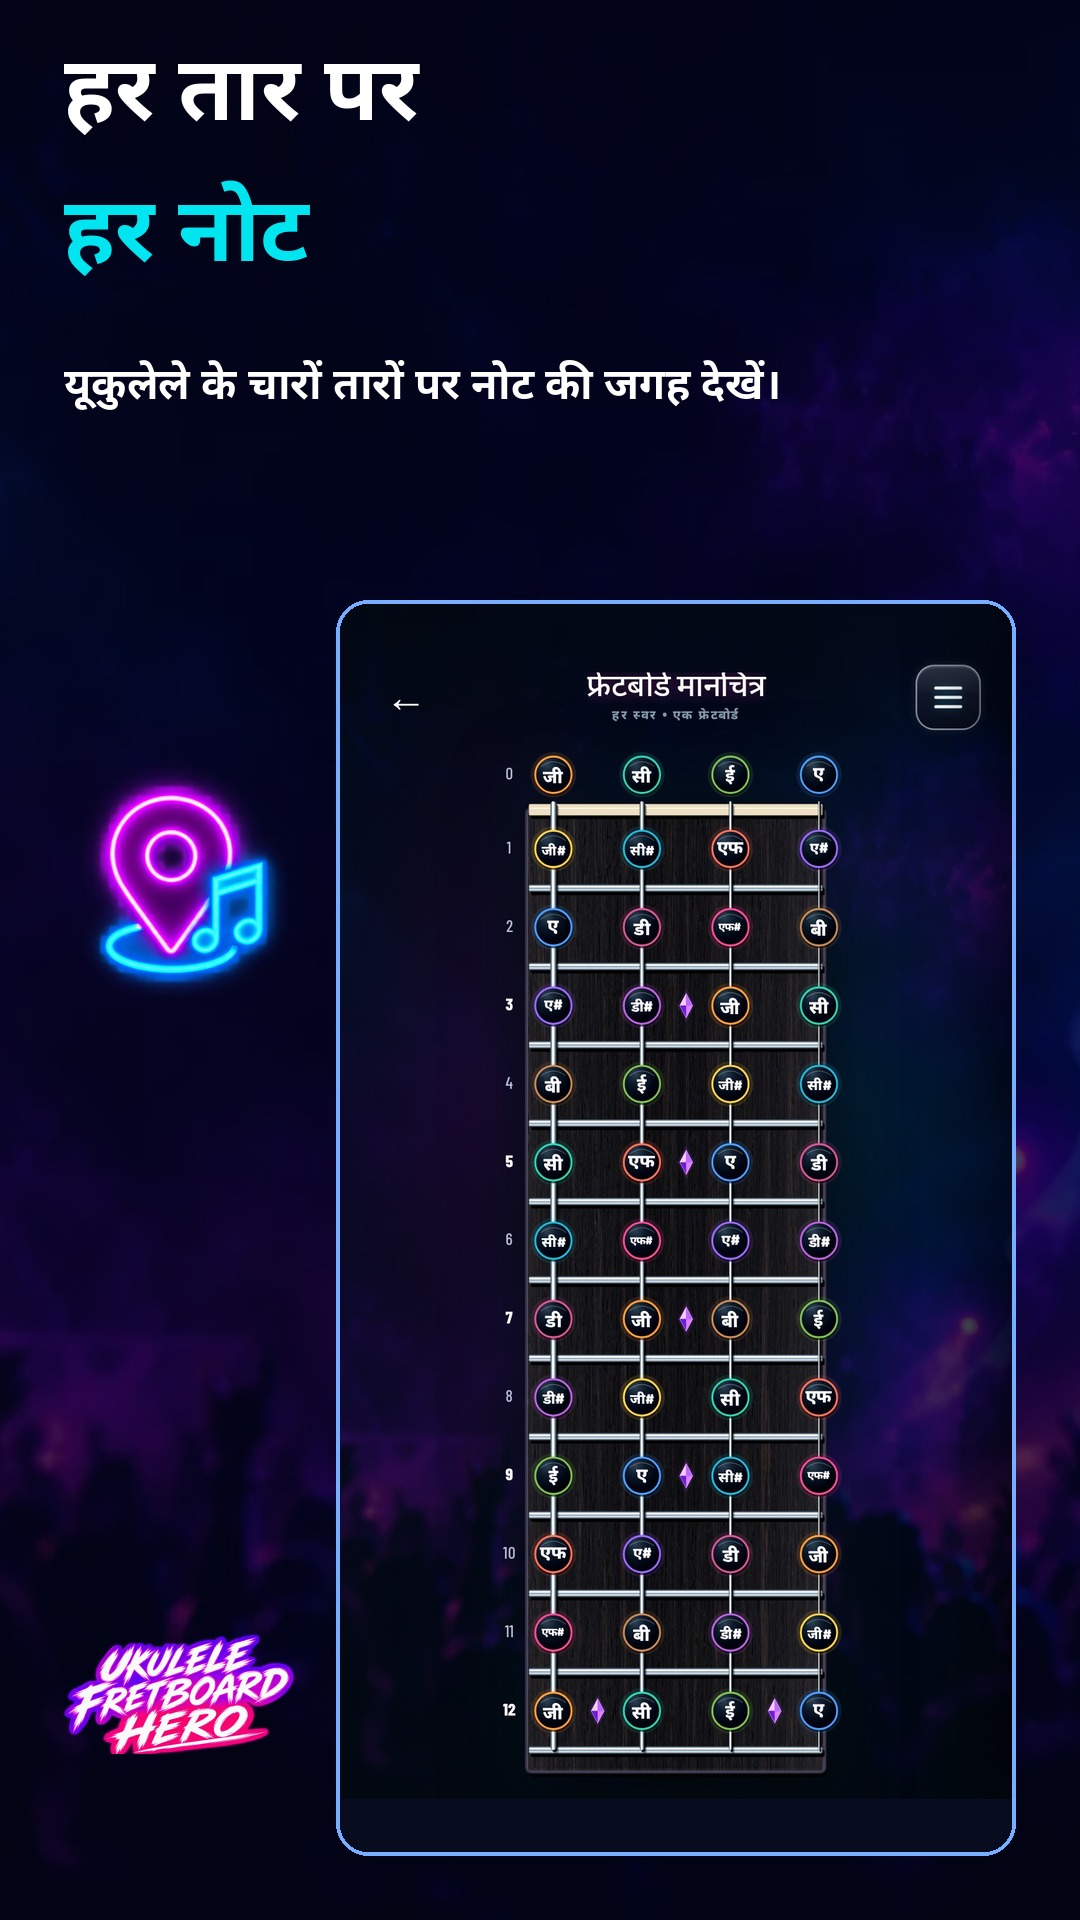 हर तार पर
हर नोट
यूकुलेले के चारों तारों पर नोट की जगह देखें।
←
फ्रेटबोर्ड मानचित्र
हर स्वर • एक फ्रेटबोर्ड
0 जी सी ई ए
1 जी# सी# एफ ए#
2 ए डी एफ# बी
3 ए# डी# जी सी
4 बी ई जी# सी#
5 सी एफ ए डी
6 सी# एफ# ए# डी#
7 डी जी बी ई
8 डी# जी# सी एफ
9 ई ए सी# एफ#
10 एफ ए# डी जी
11 एफ# बी डी# जी#
12 जी सी ई ए
UKULELE
FRETBOARD
HERO